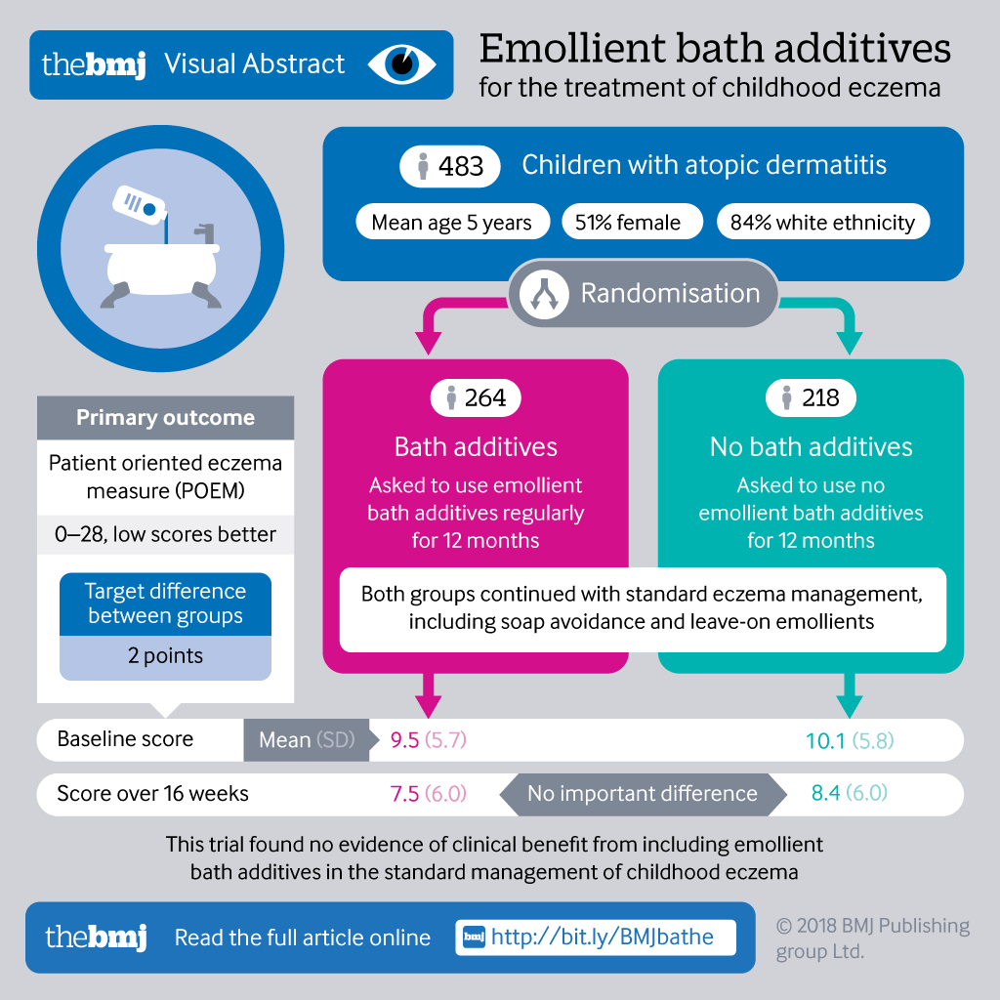 thebmj Visual Abstract
Emollient bath additives
for the treatment of childhood eczema
483 Children with atopic dermatitis
Mean age 5 years 51% female 84% white ethnicity
Randomisation
Primary outcome
Patient oriented eczema
measure (POEM)
0–28, low scores better
Target difference
between groups
2 points
264
Bath additives
Asked to use emollient
bath additives regularly
for 12 months
218
No bath additives
Asked to use no
emollient bath additives
for 12 months
Both groups continued with standard eczema management,
including soap avoidance and leave-on emollients
Baseline score Mean (SD) 9.5 (5.7) 10.1 (5.8)
Score over 16 weeks 7.5 (6.0) No important difference 8.4 (6.0)
This trial found no evidence of clinical benefit from including emollient
bath additives in the standard management of childhood eczema
thebmj Read the full article online bmj http://bit.ly/BMJbathe
© 2018 BMJ Publishing
group Ltd.